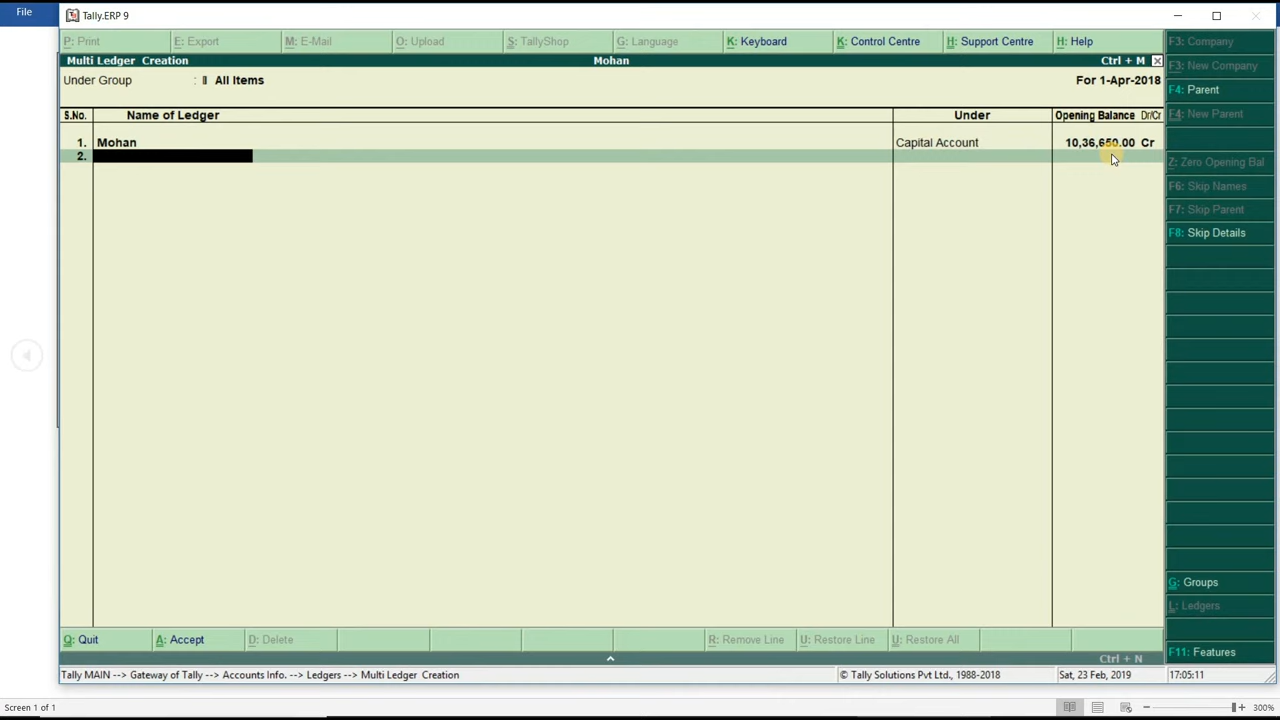 File
Tally.ERP 9
P: Print E: Export M: E-Mail O: Upload S: TallyShop G: Language K: Keyboard K: Control Centre H: Support Centre H: Help
Multi Ledger Creation Mohan Ctrl + M
Under Group : All Items For 1-Apr-2018
S.No. Name of Ledger Under Opening Balance Dr/Cr
1. Mohan Capital Account 10,36,650.00 Cr
2.
F3: Company
F3: New Company
F4: Parent
F4: New Parent
Z: Zero Opening Bal
F6: Skip Names
F7: Skip Parent
F8: Skip Details
G: Groups
L: Ledgers
F11: Features
Q: Quit A: Accept D: Delete R: Remove Line U: Restore Line U: Restore All
Ctrl + N
Tally MAIN --> Gateway of Tally --> Accounts Info. --> Ledgers --> Multi Ledger Creation © Tally Solutions Pvt Ltd., 1988-2018 Sat, 23 Feb, 2019 17:05:11
Screen 1 of 1 300%